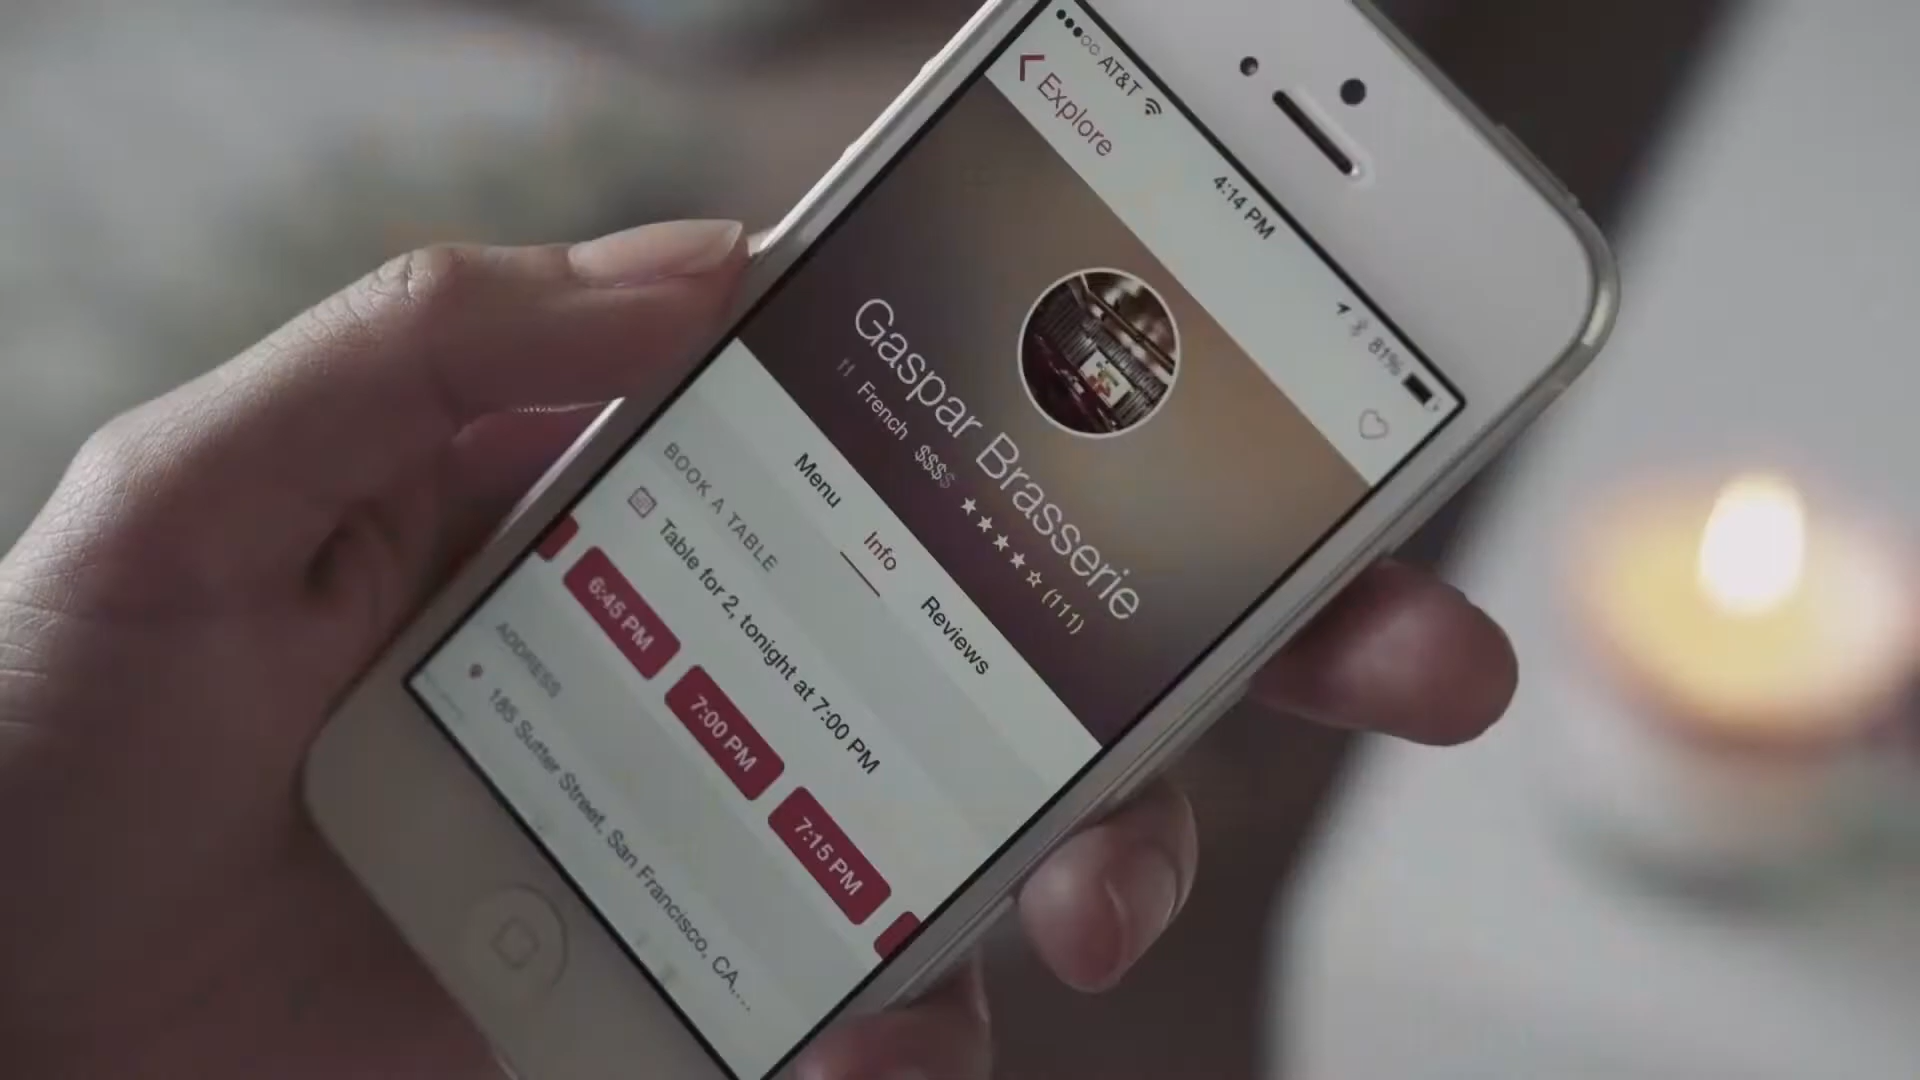 AT&T 4:14 PM 81%
Explore
Gaspar Brasserie
French $$$$ ★★★★☆ (111)
Menu Info Reviews
BOOK A TABLE
Table for 2, tonight at 7:00 PM
6:45 PM 7:00 PM 7:15 PM
ADDRESS
185 Sutter Street, San Francisco, CA,...